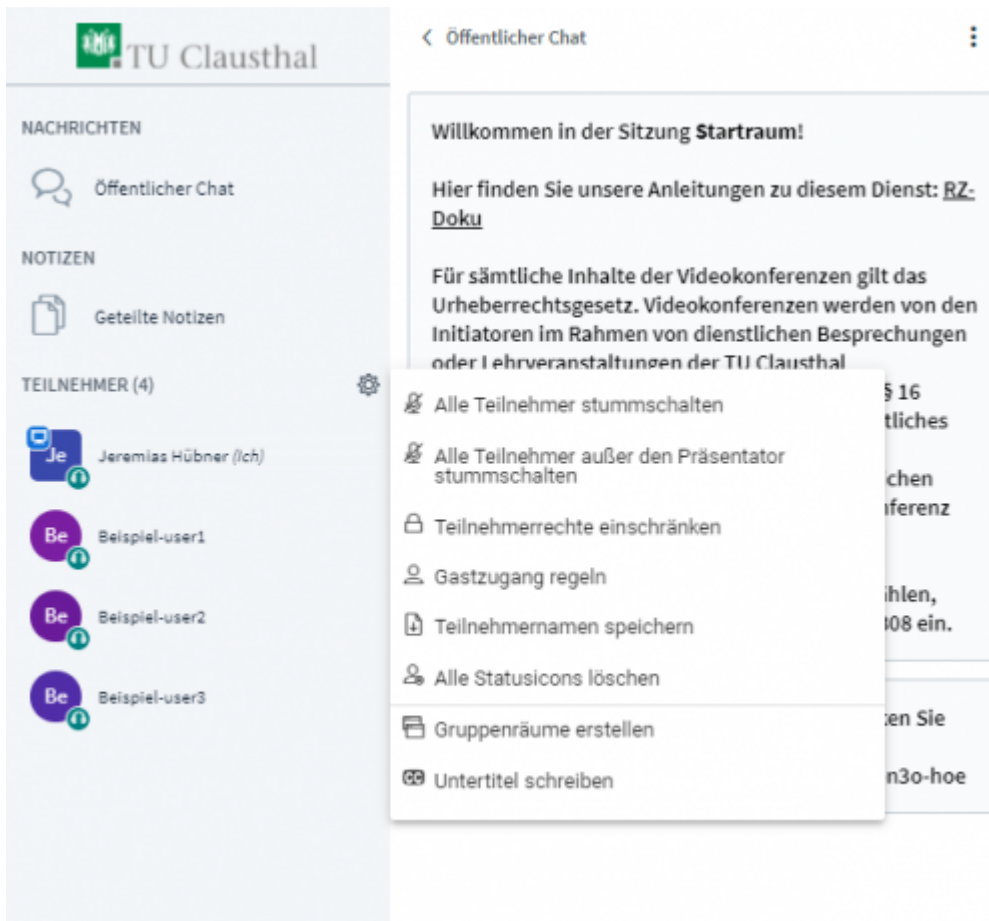 TU Clausthal
NACHRICHTEN
Öffentlicher Chat
NOTIZEN
Geteilte Notizen
TEILNEHMER (4)
Je
Jeremias Hübner (Ich)
Be
Beispiel-user1
Be
Beispiel-user2
Be
Beispiel-user3
Öffentlicher Chat
Willkommen in der Sitzung Startraum!
Hier finden Sie unsere Anleitungen zu diesem Dienst: RZ-
Doku
Für sämtliche Inhalte der Videokonferenzen gilt das
Urheberrechtsgesetz. Videokonferenzen werden von den
Initiatoren im Rahmen von dienstlichen Besprechungen
oder Lehrveranstaltungen der TU Clausthal
§ 16
tliches
chen
ferenz
hlen,
808 ein.
en Sie
n3o-hoe
Alle Teilnehmer stummschalten
Alle Teilnehmer außer den Präsentator
stummschalten
Teilnehmerrechte einschränken
Gastzugang regeln
Teilnehmernamen speichern
Alle Statusicons löschen
Gruppenräume erstellen
CC Untertitel schreiben